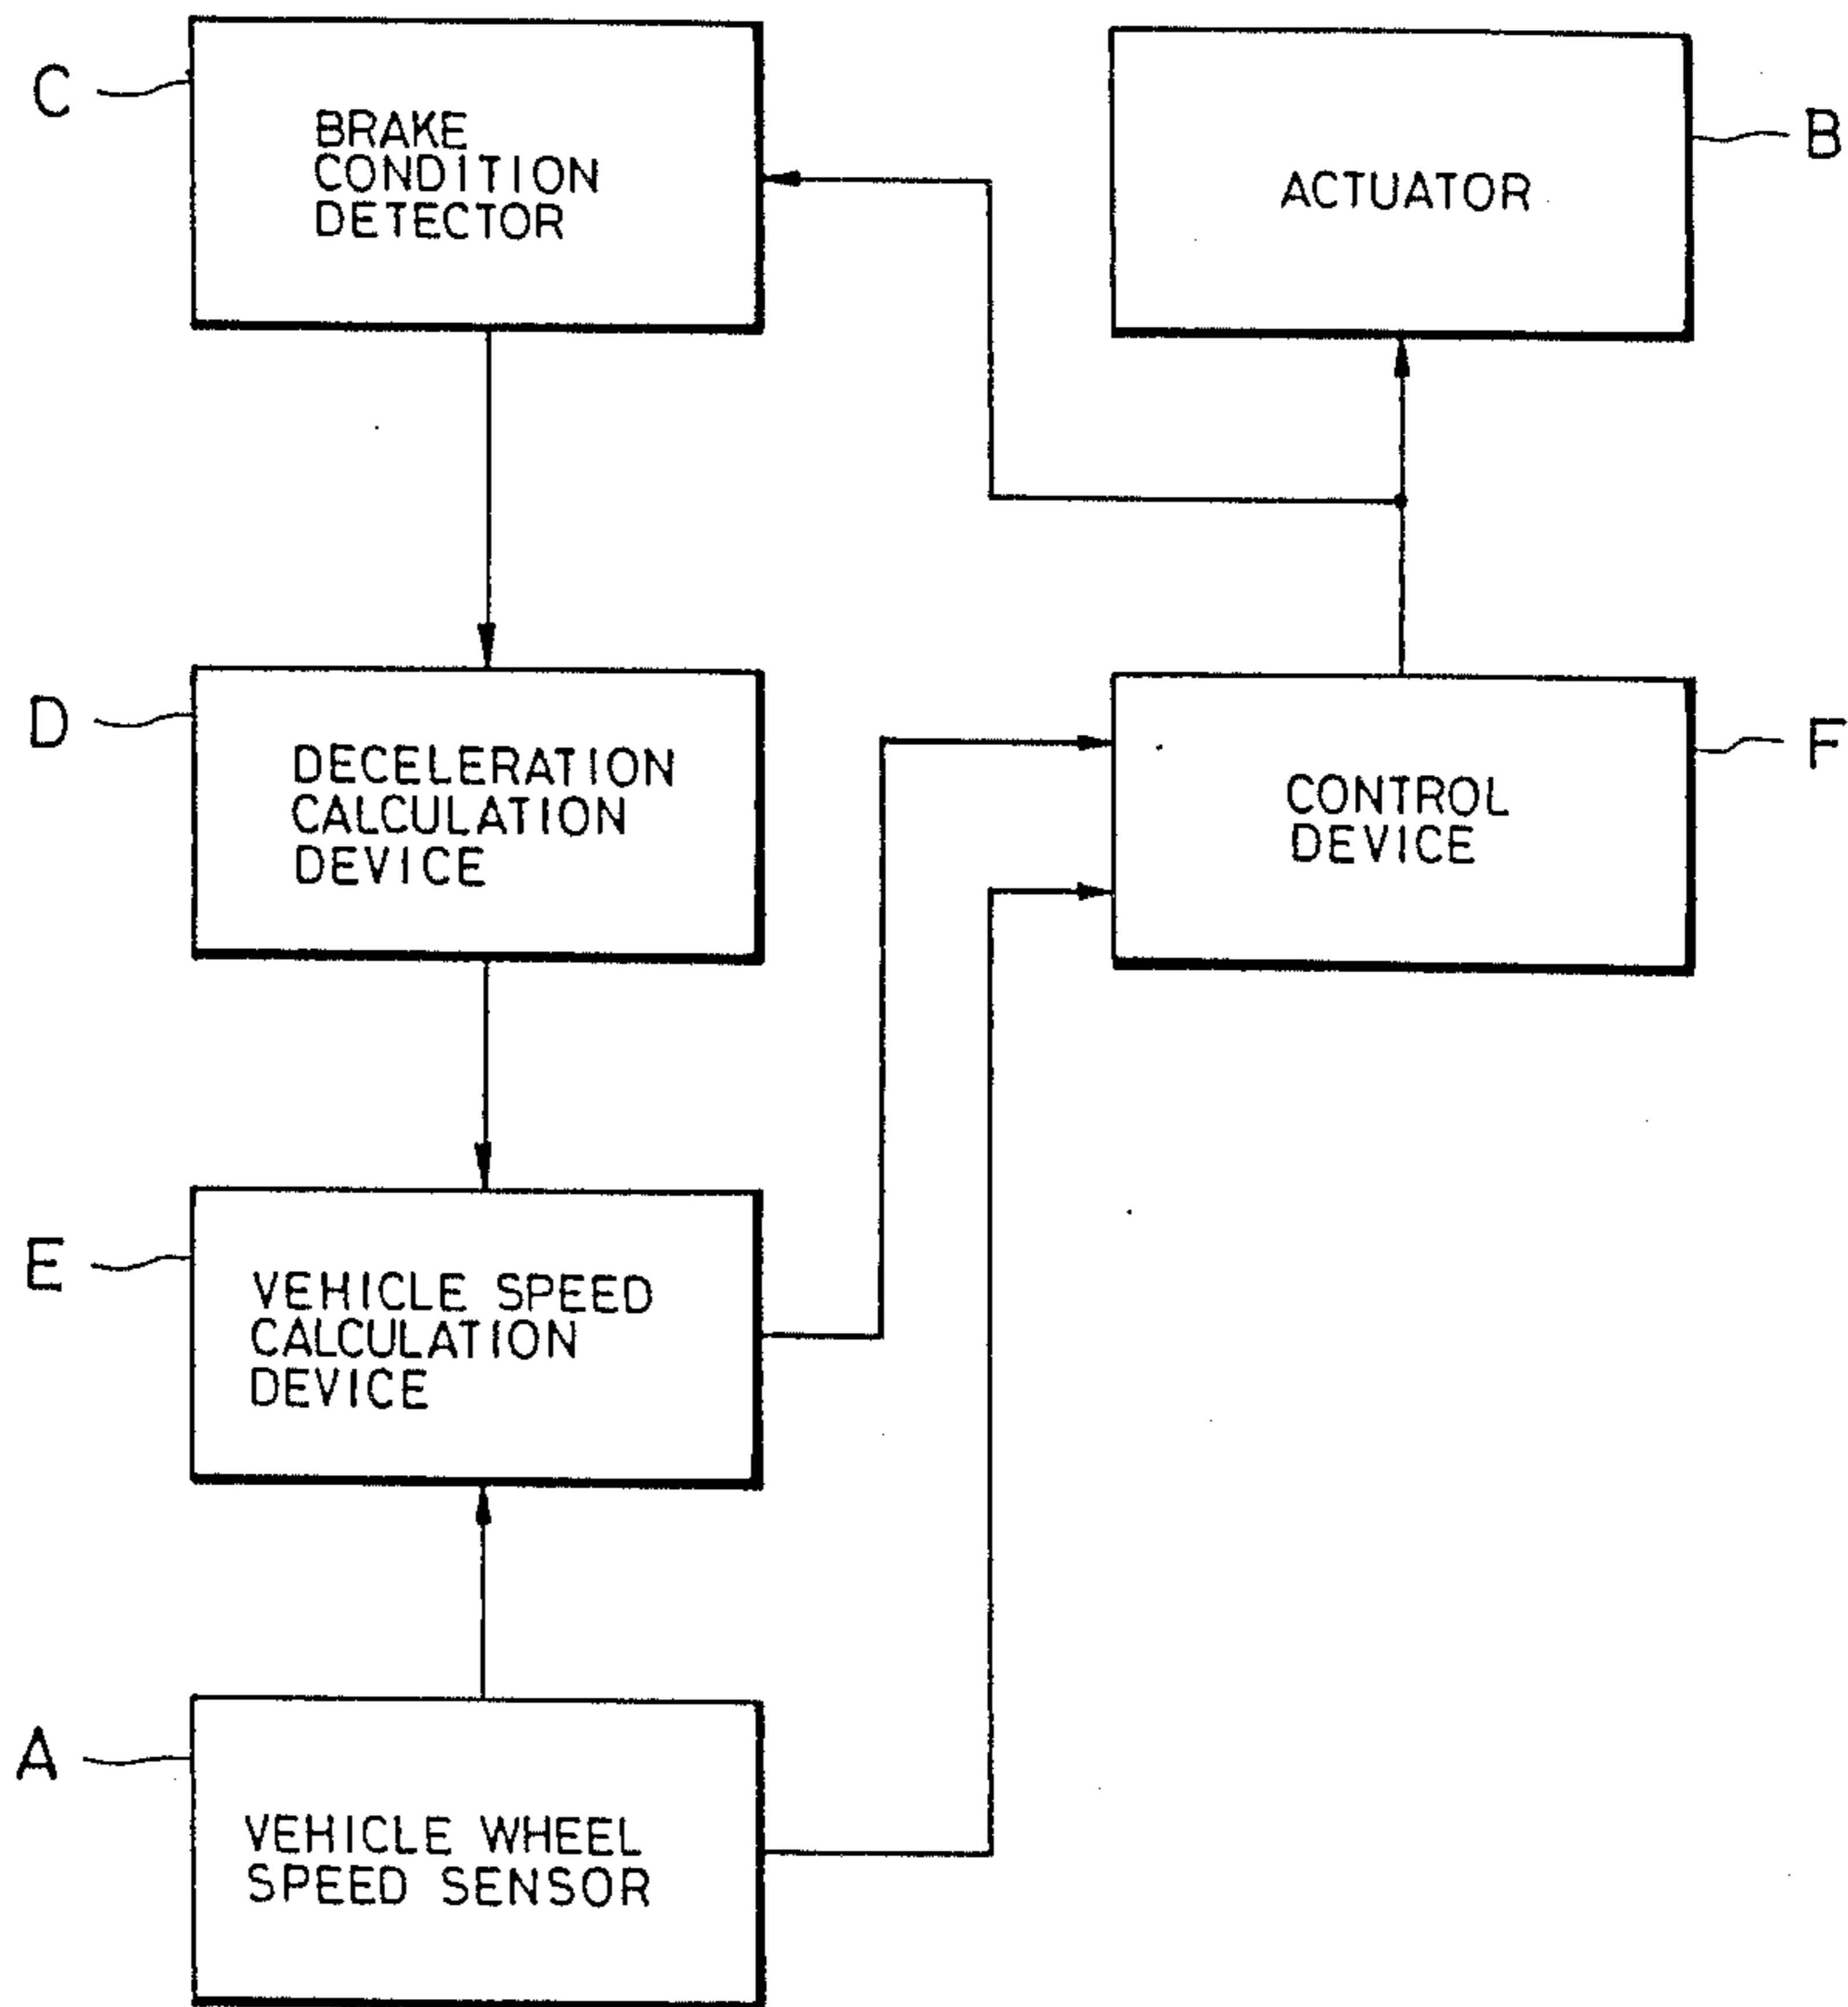 C
BRAKE
CONDITION
DETECTOR
ACTUATOR
B
D
DECELERATION
CALCULATION
DEVICE
CONTROL
DEVICE
F
E
VEHICLE SPEED
CALCULATION
DEVICE
A
VEHICLE WHEEL
SPEED SENSOR